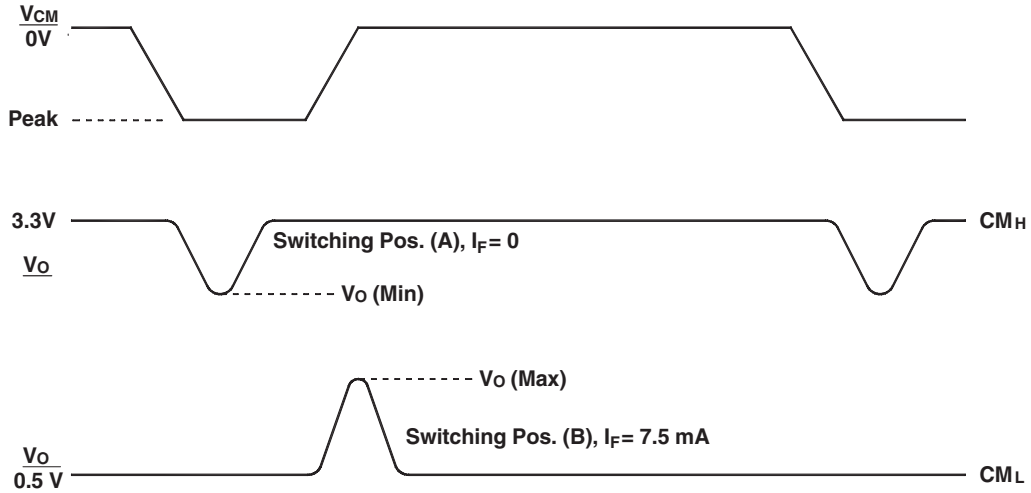 VCM
0V
Peak
3.3V
CMH
Switching Pos. (A), IF= 0
VO
VO (Min)
VO (Max)
Switching Pos. (B), IF= 7.5 mA
VO
0.5 V
CML